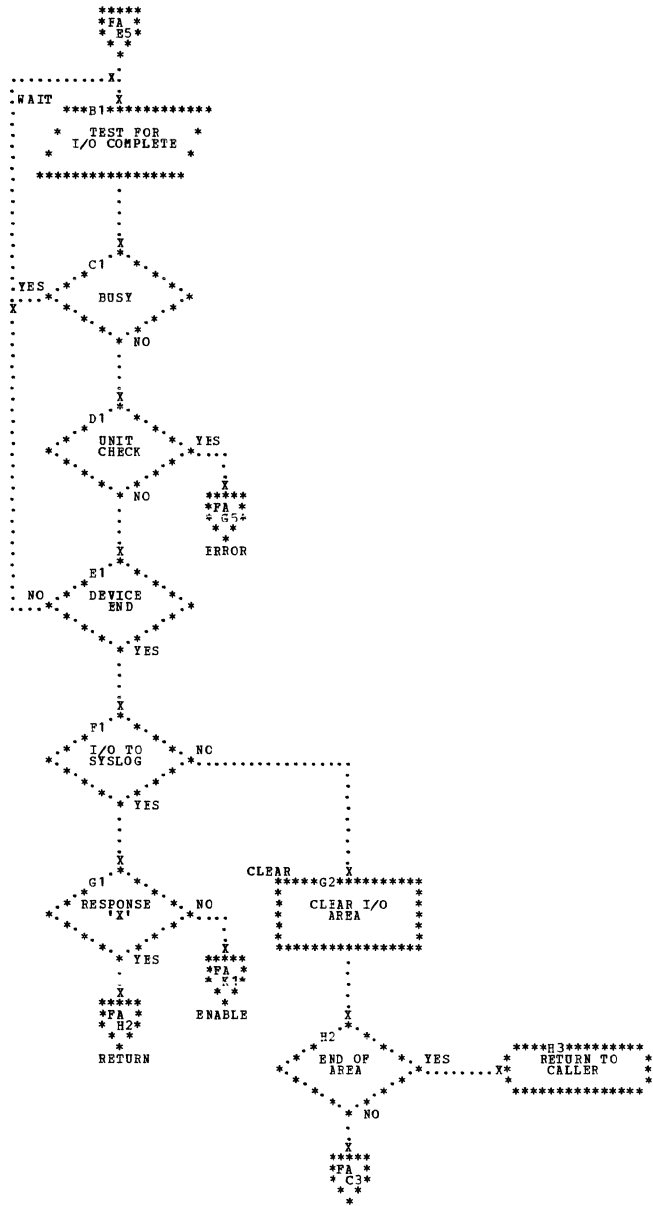 FA
E5
WAIT
B1
TEST FOR
I/O COMPLETE
C1
YES
BUSY
NO
D1
UNIT
CHECK
YES
NO
FA
G5
ERROR
E1
NO
DEVICE
END
YES
F1
I/O TO
SYSLOG
NO
YES
CLEAR
G1
G2
RESPONSE
'X'
NO
CLEAR I/O
AREA
YES
FA
FA
H2
ENABLE
RETURN
H2
END OF
AREA
YES
H3
RETURN TO
CALLER
NO
FA
C3